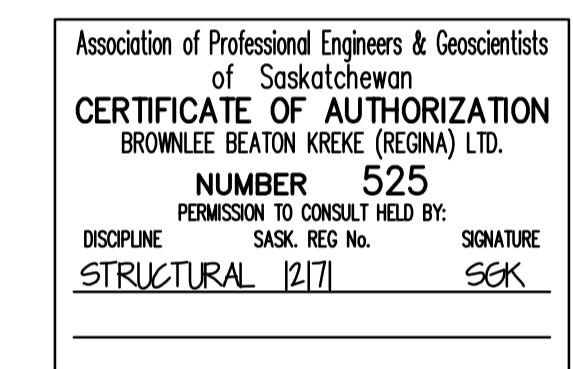 Association of Professional Engineers & Geoscientists
of Saskatchewan
CERTIFICATE OF AUTHORIZATION
BROWNLEE BEATON KREKE (REGINA) LTD.
NUMBER 525
PERMISSION TO CONSULT HELD BY:
DISCIPLINE SASK. REG No. SIGNATURE
STRUCTURAL 12171 SGK